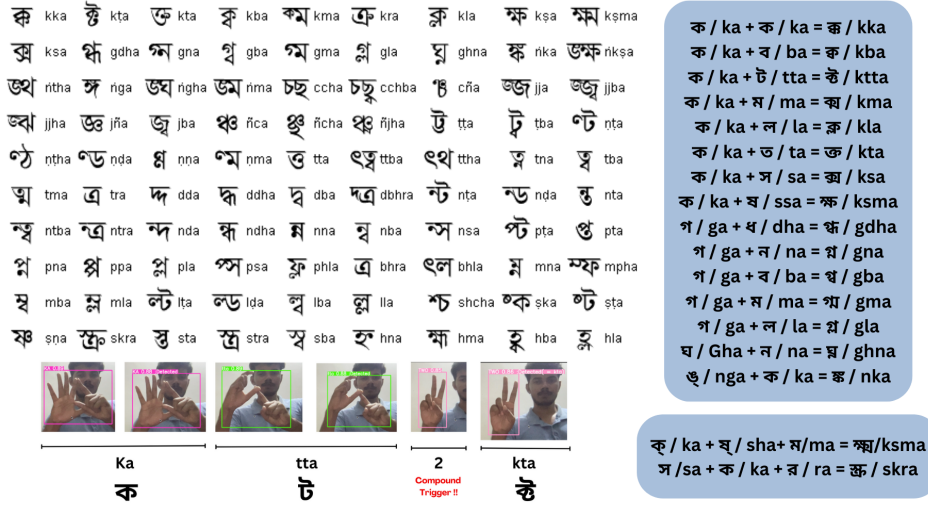 ক্ক kka ক্ট kṭa ক্ত kta ক্ব kba ক্ম kma ক্র kra ক্ল kla ক্ষ kṣa ক্ষ্ম kṣma
ক্স ksa গ্ধ gdha গ্ন gna গ্ব gba গ্ম gma গ্ল gla ঘ্ন ghna ঙ্ক ṅka ঙ্ক্ষ ṅkṣa
ঙ্খ ṅtha ঙ্গ ṅga ঙ্ঘ ṅgha ঙ্ম ṅma চ্ছ ccha চ্ছ্ব cchba ঞ্চ cña জ্জ jja জ্জ্ব jjba
জ্ঝ jjha জ্ঞ jña জ্ব jba ঞ্চ ñca ঞ্ছ ñcha ঞ্ঝ ñjha ট্ট ṭṭa ট্ব ṭba ণ্ট ṇṭa
ণ্ঠ ṇṭha ণ্ড ṇḍa ণ্ণ ṇṇa ণ্ম ṇma ত্ত tta ত্ত্ব ttba ত্থ ttha ত্ন tna ত্ব tba
ত্ম tma ত্র tra দ্দ dda দ্ধ ddha দ্ব dba দ্ভ্র dbhra ন্ট nṭa ন্ড nḍa ন্ত nta
ন্ত্ব ntba ন্ত্র ntra ন্দ nda ন্ধ ndha ন্ন nna ন্ব nba ন্স nsa প্ট pṭa প্ত pta
প্ন pna প্প ppa প্ল pla প্স psa ফ্ল phla ভ্র bhra ভ্ল bhla ম্ন mna ম্ফ mpha
ম্ব mba ম্ল mla ল্ট lṭa ল্ড lḍa ল্ব lba ল্ল lla শ্চ shcha ষ্ক ṣka ষ্ট ṣṭa
ষ্ণ ṣṇa স্ক্র skra স্ত sta স্ত্র stra স্ব sba হ্ন hna হ্ম hma হ্ব hba হ্ল hla
Ka tta 2 kta
ক ট Compound ক্ট
Trigger !!
ক / ka + ক / ka = ক্ক / kka
ক / ka + ব / ba = ক্ব / kba
ক / ka + ট / tta = ক্ট / ktta
ক / ka + ম / ma = ক্ম / kma
ক / ka + ল / la = ক্ল / kla
ক / ka + ত / ta = ক্ত / kta
ক / ka + স / sa = ক্স / ksa
ক / ka + ষ / ssa = ক্ষ / ksma
গ / ga + ধ / dha = গ্ধ / gdha
গ / ga + ন / na = গ্ন / gna
গ / ga + ব / ba = গ্ব / gba
গ / ga + ম / ma = গ্ম / gma
গ / ga + ল / la = গ্ল / gla
ঘ / Gha + ন / na = ঘ্ন / ghna
ঙ্ / nga + ক / ka = ঙ্ক / nka
ক্ / ka + ষ্ / sha+ ম/ma = ক্ষ্ম/ksma
স /sa + ক / ka + র / ra = স্ক্র / skra